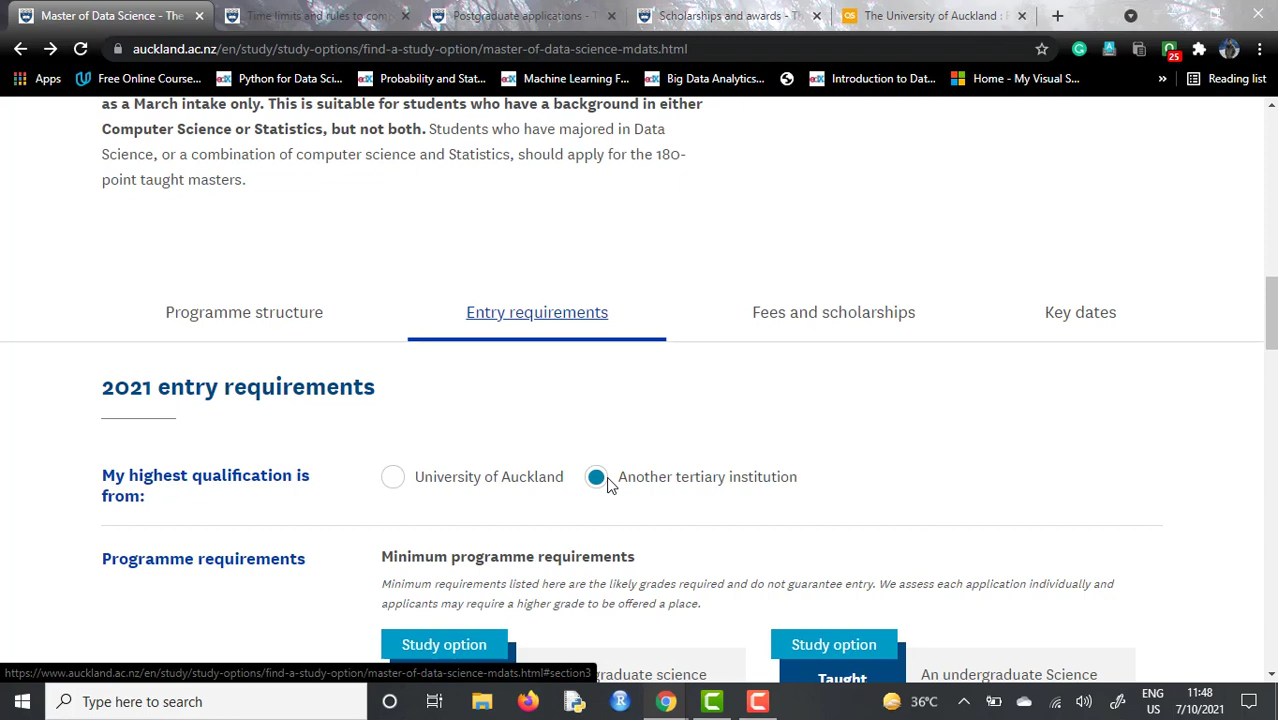 Master of Data Science - The
Time limits and rules to com
Postgraduate applications - T
Scholarships and awards - Th
The University of Auckland : F
auckland.ac.nz/en/study/study-options/find-a-study-option/master-of-data-science-mdats.html
25
Apps
Free Online Course...
Python for Data Sci...
Probability and Stat...
Machine Learning F...
Big Data Analytics...
Introduction to Dat...
Home - My Visual S...
»
Reading list
as a March intake only. This is suitable for students who have a background in either
Computer Science or Statistics, but not both. Students who have majored in Data
Science, or a combination of computer science and Statistics, should apply for the 180-
point taught masters.
Programme structure
Entry requirements
Fees and scholarships
Key dates
2021 entry requirements
My highest qualification is
from:
University of Auckland
Another tertiary institution
Programme requirements
Minimum programme requirements
Minimum requirements listed here are the likely grades required and do not guarantee entry. We assess each application individually and
applicants may require a higher grade to be offered a place.
Study option
Study option
graduate science
Taught
An undergraduate Science
https://www.auckland.ac.nz/en/study/study-options/find-a-study-option/master-of-data-science-mdats.html#section3
Type here to search
36°C
ENG
US
11:48
7/10/2021